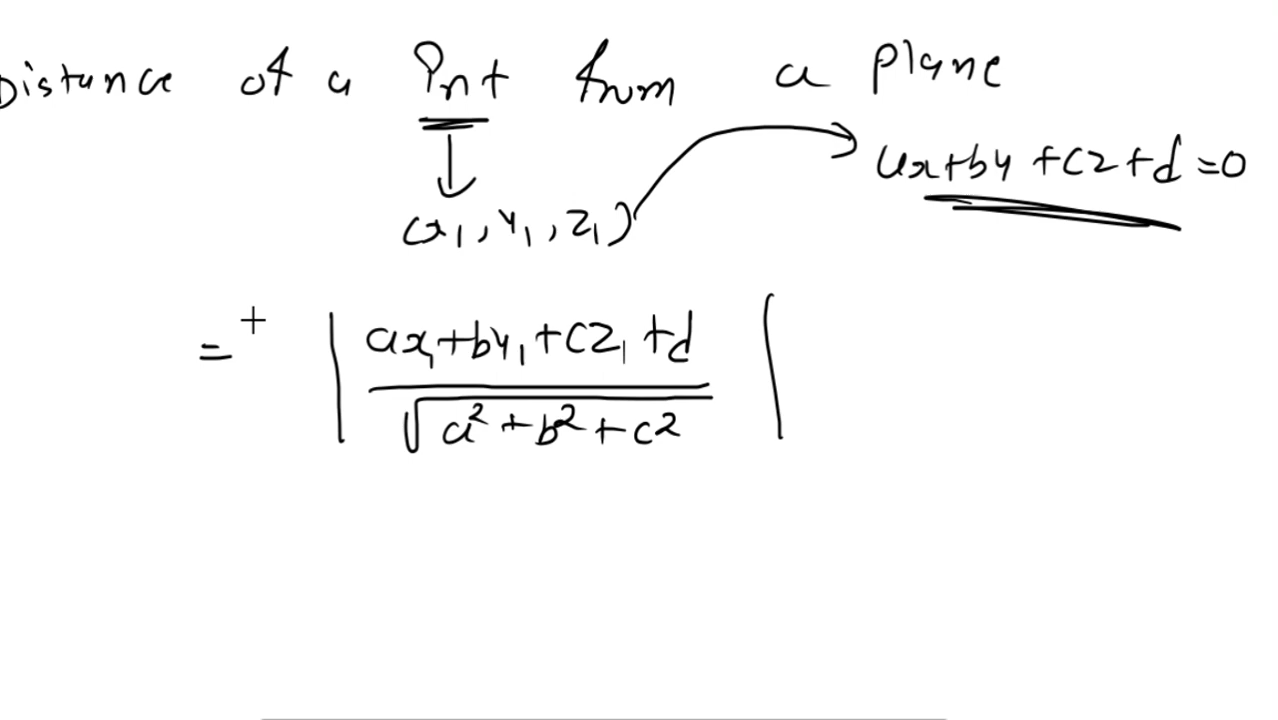 Distance of a Pnt from a plane
ax+by+cz+d=0
(x₁, y₁, z₁)
= | (ax₁+by₁+cz₁+d) / √(a²+b²+c²) |